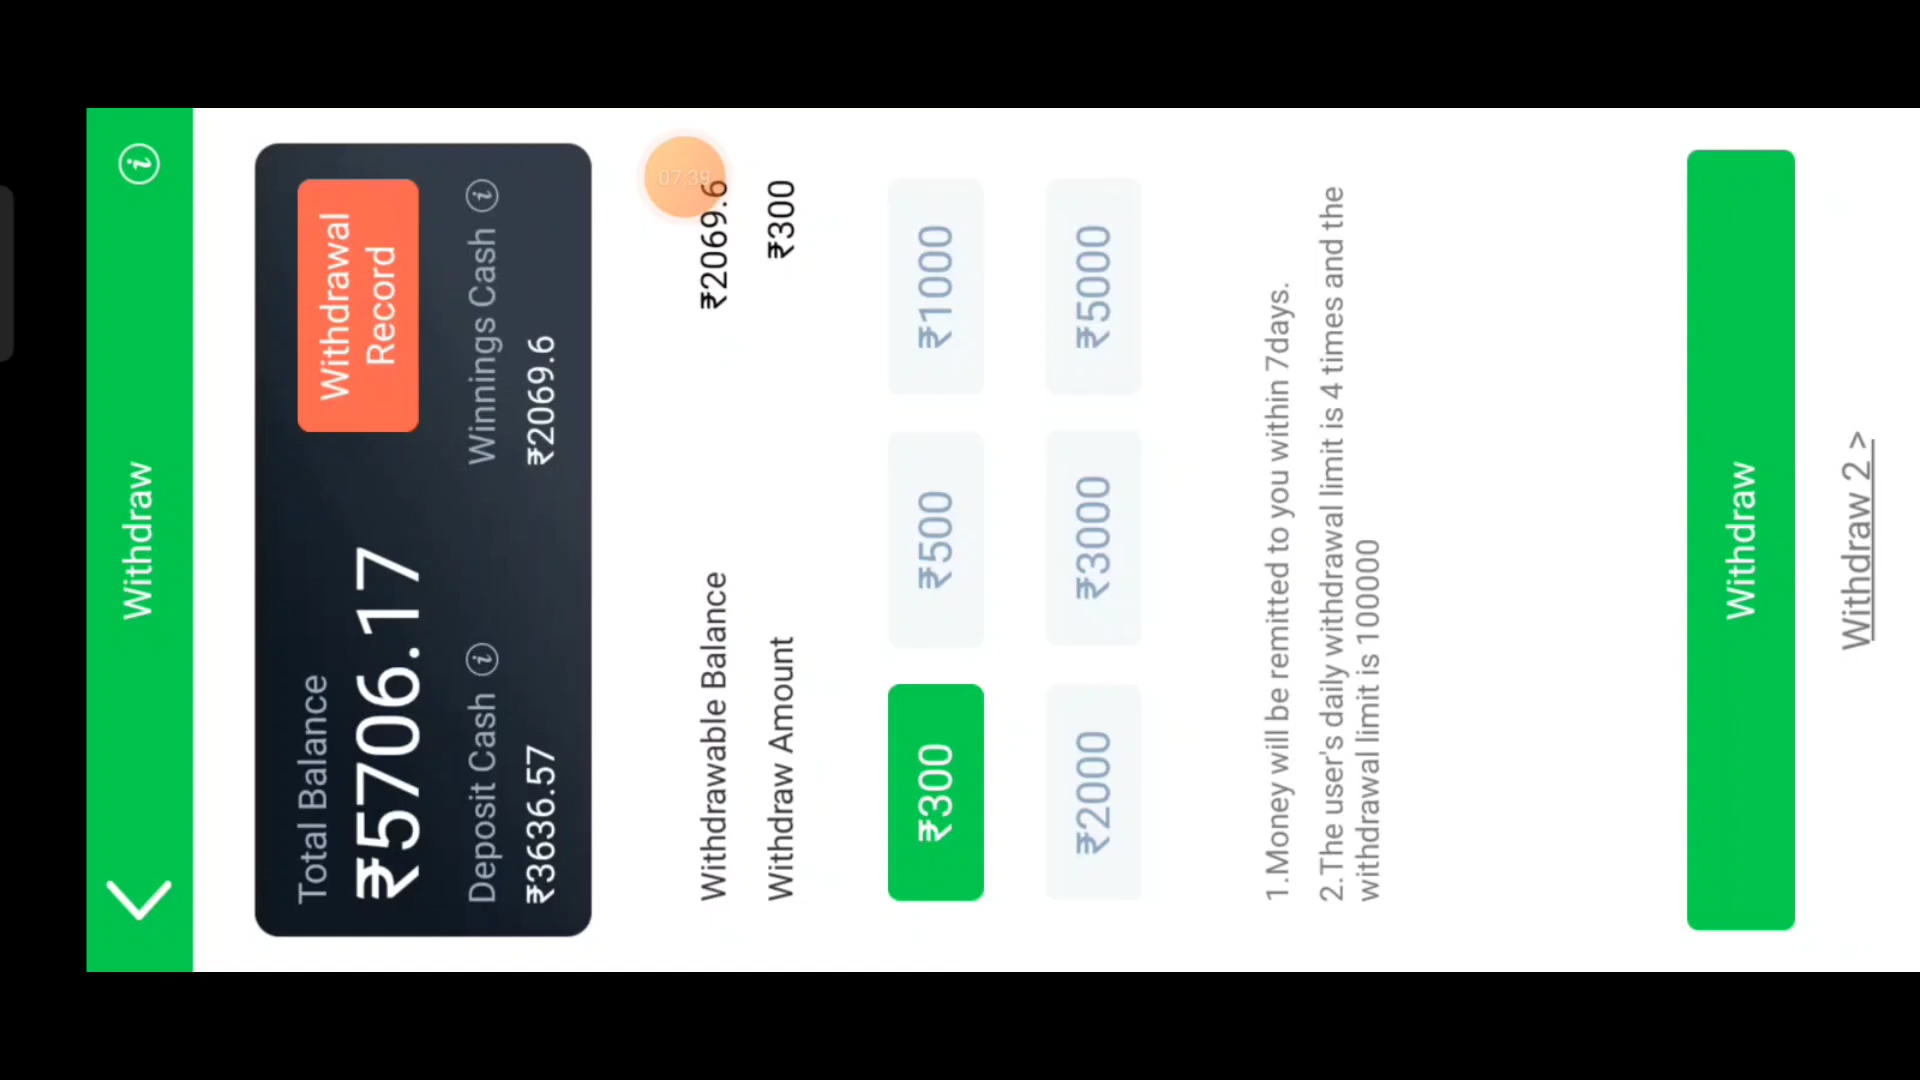 Withdraw
Total Balance
₹5706.17
Withdrawal
Record
Deposit Cash
Winnings Cash
₹3636.57
₹2069.6
07:39
Withdrawable Balance
₹2069.6
Withdraw Amount
₹300
₹300
₹500
₹1000
₹2000
₹3000
₹5000
1.Money will be remitted to you within 7days.
2.The user's daily withdrawal limit is 4 times and the
withdrawal limit is 100000
Withdraw
Withdraw 2 >